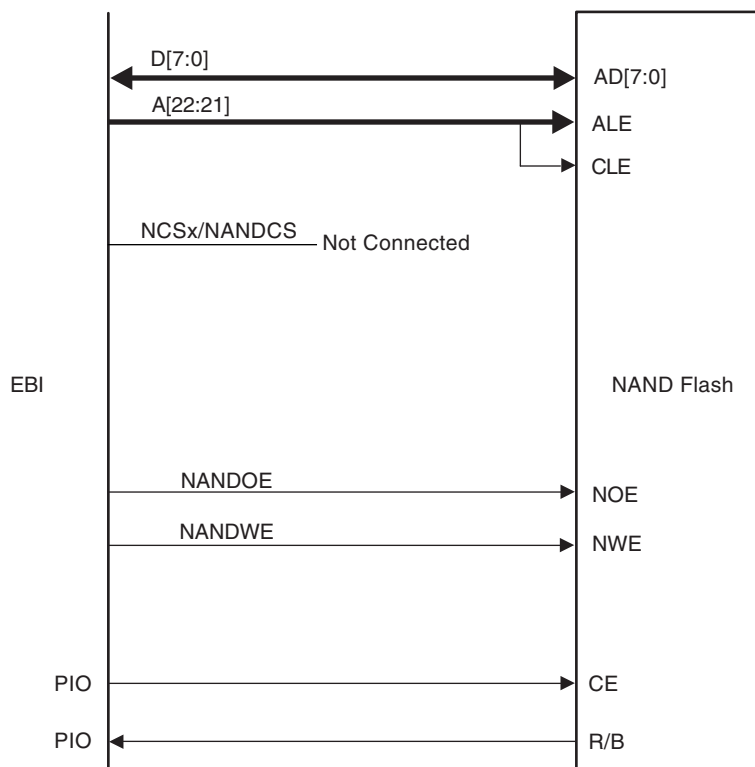 D[7:0]
AD[7:0]
A[22:21]
ALE
CLE
NCSx/NANDCS
Not Connected
EBI
NAND Flash
NANDOE
NOE
NANDWE
NWE
PIO
CE
PIO
R/B